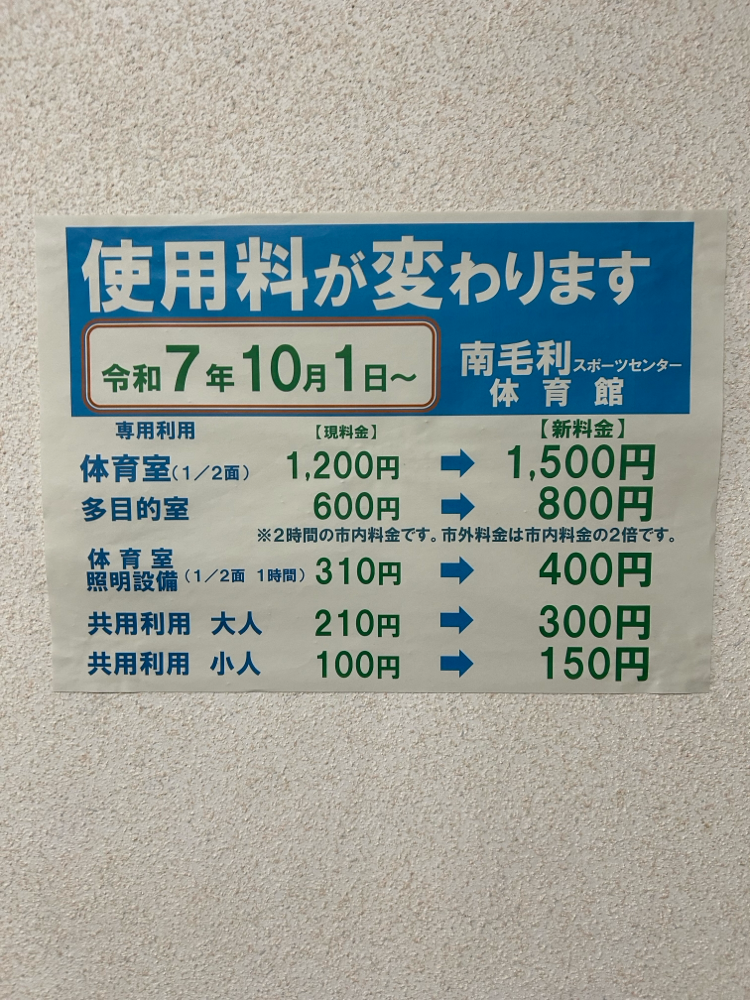 使用料が変わります
令和7年10月1日～
南毛利スポーツセンター
体育館
専用利用 【現料金】 【新料金】
体育室(1/2面) 1,200円 → 1,500円
多目的室 600円 → 800円
※2時間の市内料金です。市外料金は市内料金の2倍です。
体育室
照明設備(1/2面 1時間) 310円 → 400円
共用利用 大人 210円 → 300円
共用利用 小人 100円 → 150円